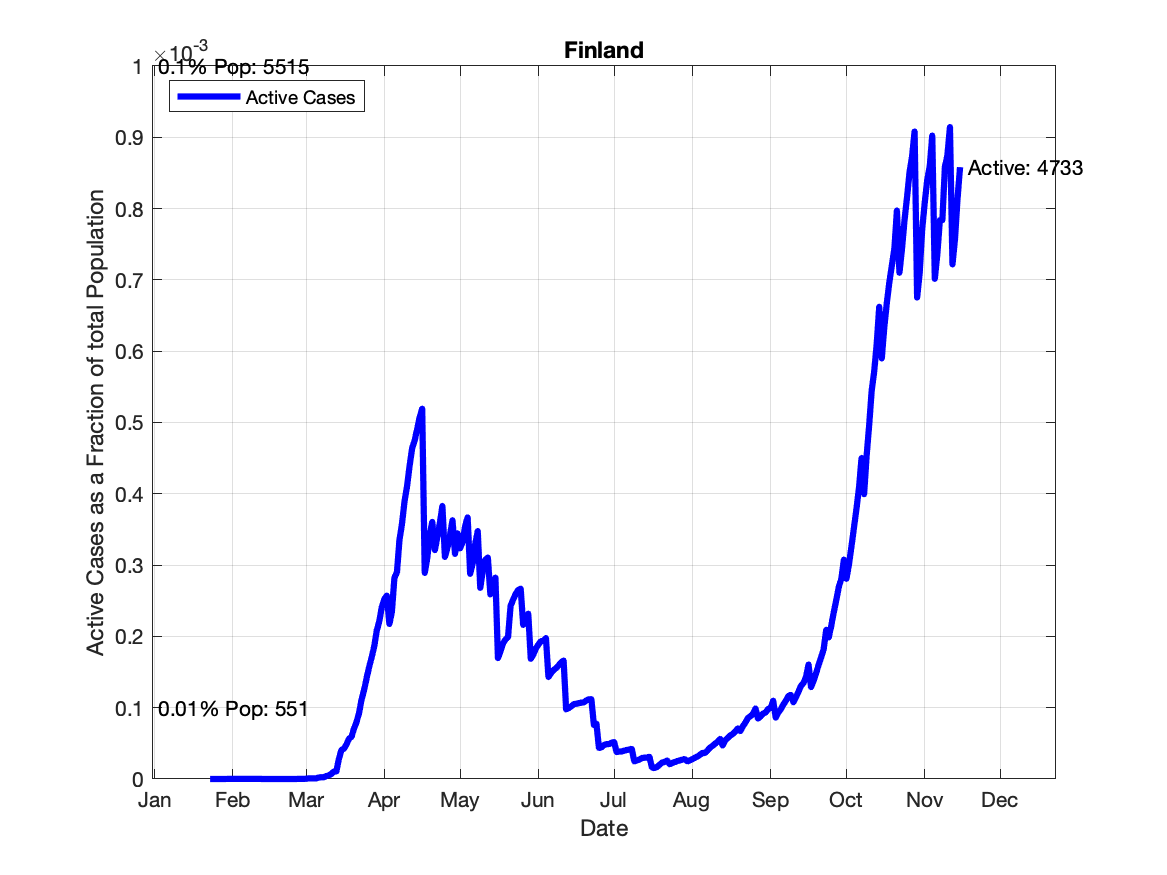 Finland
×10-3
0.1% Pop: 5515
Active Cases
1
0.9
0.8
0.7
0.6
0.5
0.4
0.3
0.2
0.1
0
Active Cases as a Fraction of total Population
Active: 4733
0.01% Pop: 551
Jan Feb Mar Apr May Jun Jul Aug Sep Oct Nov Dec
Date